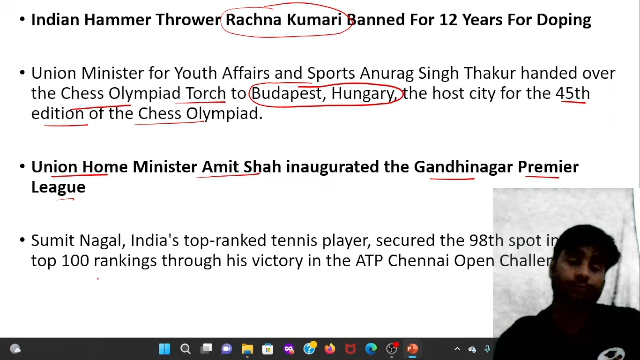 • Indian Hammer Thrower Rachna Kumari Banned For 12 Years For Doping
• Union Minister for Youth Affairs and Sports Anurag Singh Thakur handed over
the Chess Olympiad Torch to Budapest, Hungary, the host city for the 45th
edition of the Chess Olympiad.
• Union Home Minister Amit Shah inaugurated the Gandhinagar Premier
League
• Sumit Nagal, India's top-ranked tennis player, secured the 98th spot in
top 100 rankings through his victory in the ATP Chennai Open